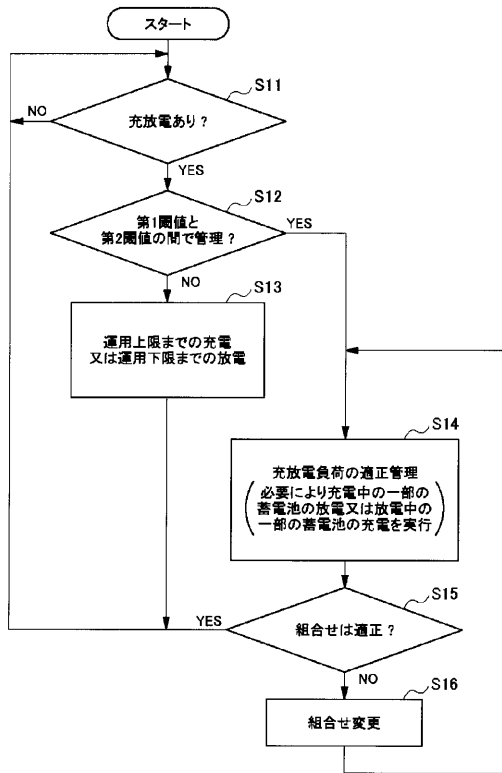 スタート
S11
充放電あり？
NO
YES
S12
第1閾値と
第2閾値の間で管理？
YES
NO
S13
運用上限までの充電
又は運用下限までの放電
S14
充放電負荷の適正管理
必要により充電中の一部の
蓄電池の放電又は放電中の
一部の蓄電池の充電を実行
S15
組合せは適正？
YES
NO
S16
組合せ変更